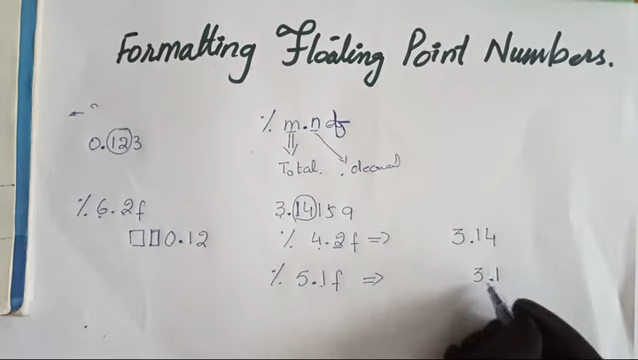 Formatting Floating Point Numbers.
0.123
% m.n f
Total . decimal
% 6.2f
0.12
3.14159
% 4.2f => 3.14
% 5.1f => 3.1